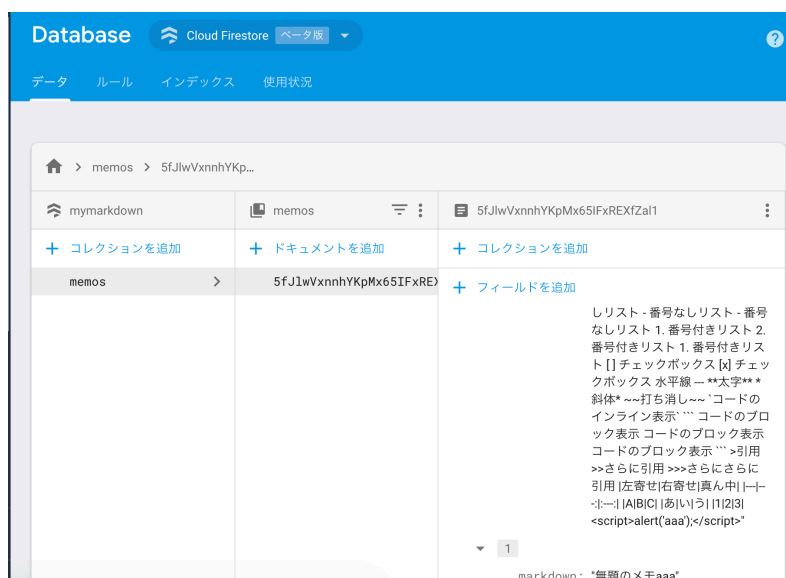 Database Cloud Firestore ベータ版
データ ルール インデックス 使用状況
memos 5fJlwVxnnhYKp…
mymarkdown
memos
5fJlwVxnnhYKpMx65IFxREXfZal1
+ コレクションを追加
+ ドキュメントを追加
+ コレクションを追加
memos
5fJlwVxnnhYKpMx65IFxREX
+ フィールドを追加
しリスト - 番号なしリスト - 番号
なしリスト 1. 番号付きリスト 2.
番号付きリスト 1. 番号付きリス
ト [ ] チェックボックス [x] チェッ
クボックス 水平線 --- **太字** *
斜体* ~~打ち消し~~ `コードの
インライン表示` ``` コードのブロ
ック表示 コードのブロック表示
コードのブロック表示 ``` >引用
>>さらに引用 >>>さらにさらに
引用 |左寄せ|右寄せ|真ん中| |---|--
-:|:---:| |A|B|C| |あ|い|う| |1|2|3|
<script>alert('aaa');</script>"
1
markdown: "無題のメモaaa"